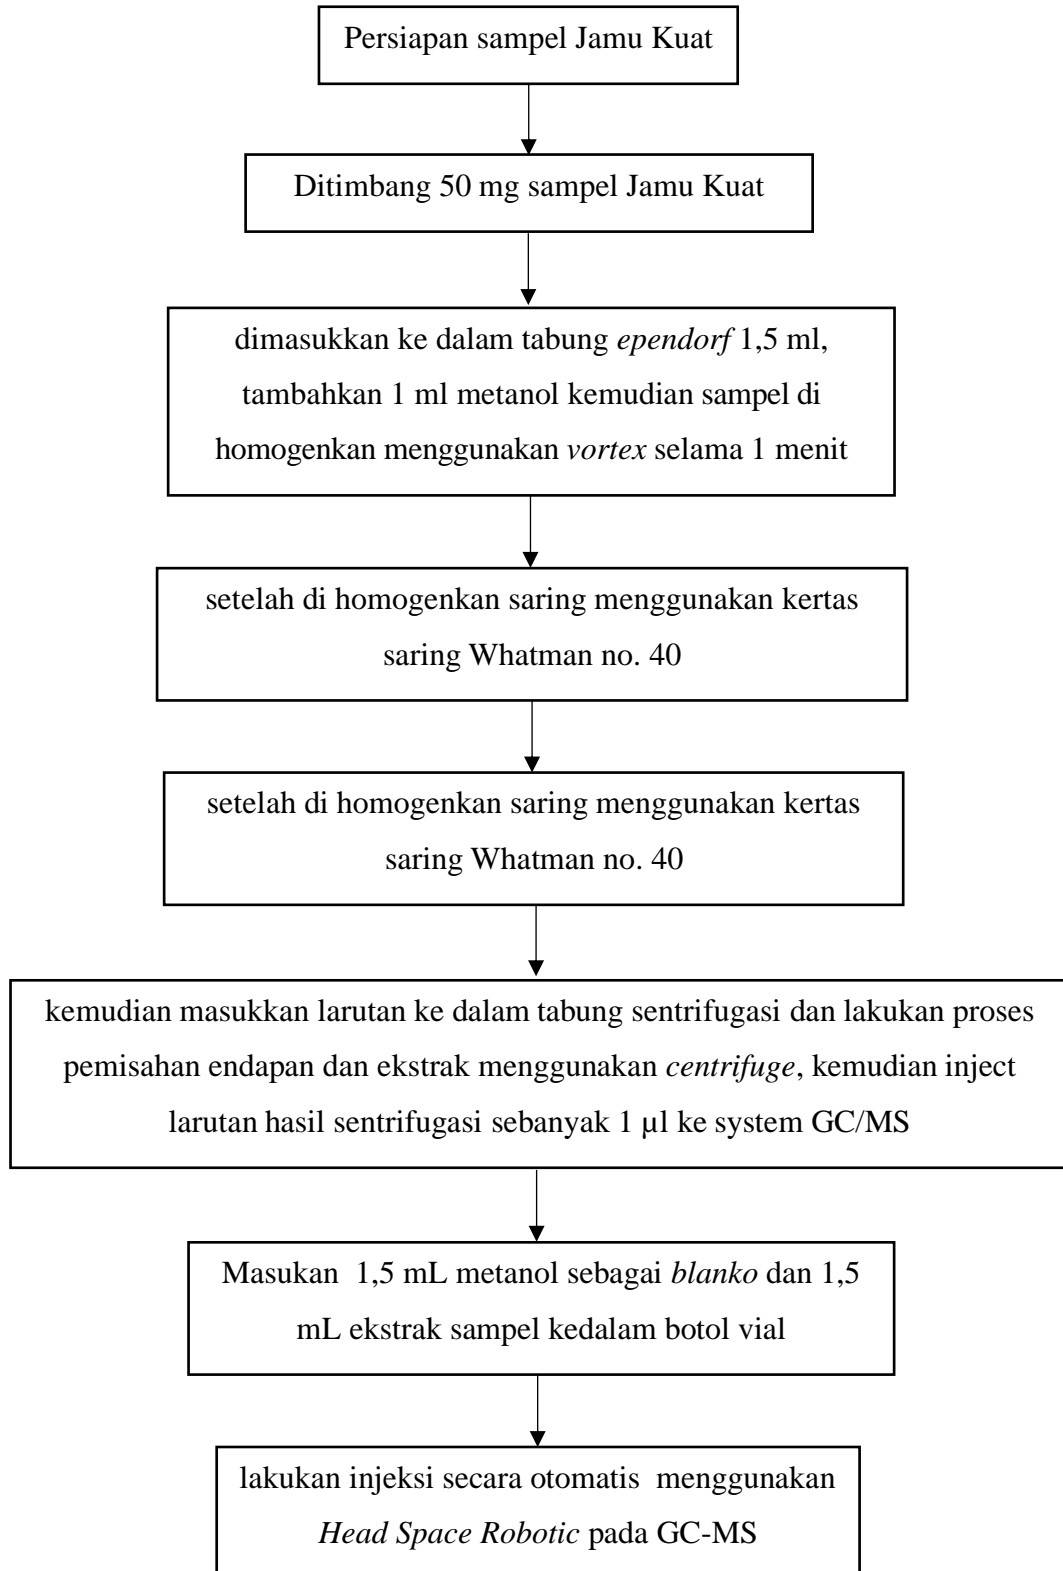 Persiapan sampel Jamu Kuat
Ditimbang 50 mg sampel Jamu Kuat
dimasukkan ke dalam tabung ependorf 1,5 ml,
tambahkan 1 ml metanol kemudian sampel di
homogenkan menggunakan vortex selama 1 menit
setelah di homogenkan saring menggunakan kertas
saring Whatman no. 40
setelah di homogenkan saring menggunakan kertas
saring Whatman no. 40
kemudian masukkan larutan ke dalam tabung sentrifugasi dan lakukan proses
pemisahan endapan dan ekstrak menggunakan centrifuge, kemudian inject
larutan hasil sentrifugasi sebanyak 1 µl ke system GC/MS
Masukan 1,5 mL metanol sebagai blanko dan 1,5
mL ekstrak sampel kedalam botol vial
lakukan injeksi secara otomatis menggunakan
Head Space Robotic pada GC-MS